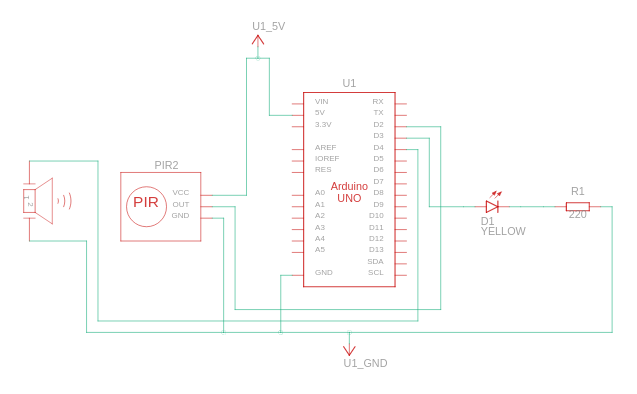 U1_5V
U1
VIN
5V
3.3V
AREF
IOREF
RES
A0
A1
A2
A3
A4
A5
GND
Arduino
UNO
RX
TX
D2
D3
D4
D5
D6
D7
D8
D9
D10
D11
D12
D13
SDA
SCL
PIR2
PIR
VCC
OUT
GND
1
2
D1
YELLOW
R1
220
U1_GND